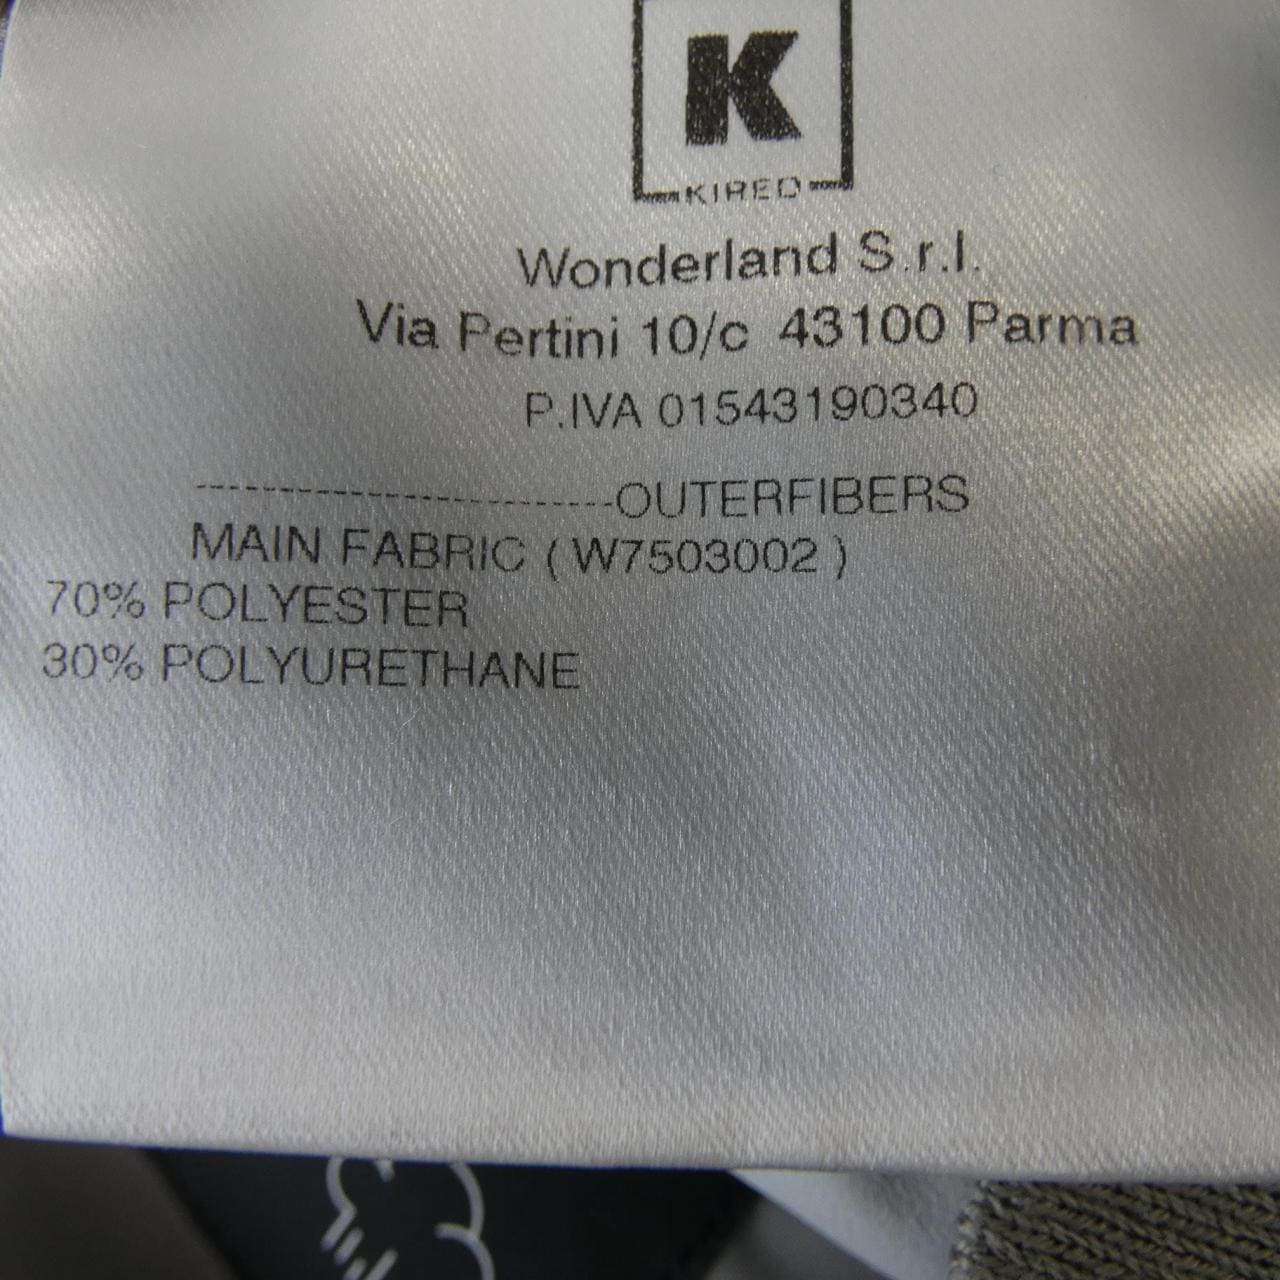 K
KIRED
Wonderland S.r.l.
Via Pertini 10/c 43100 Parma
P.IVA 01543190340
--------------------------OUTERFIBERS
MAIN FABRIC ( W7503002 )
70% POLYESTER
30% POLYURETHANE